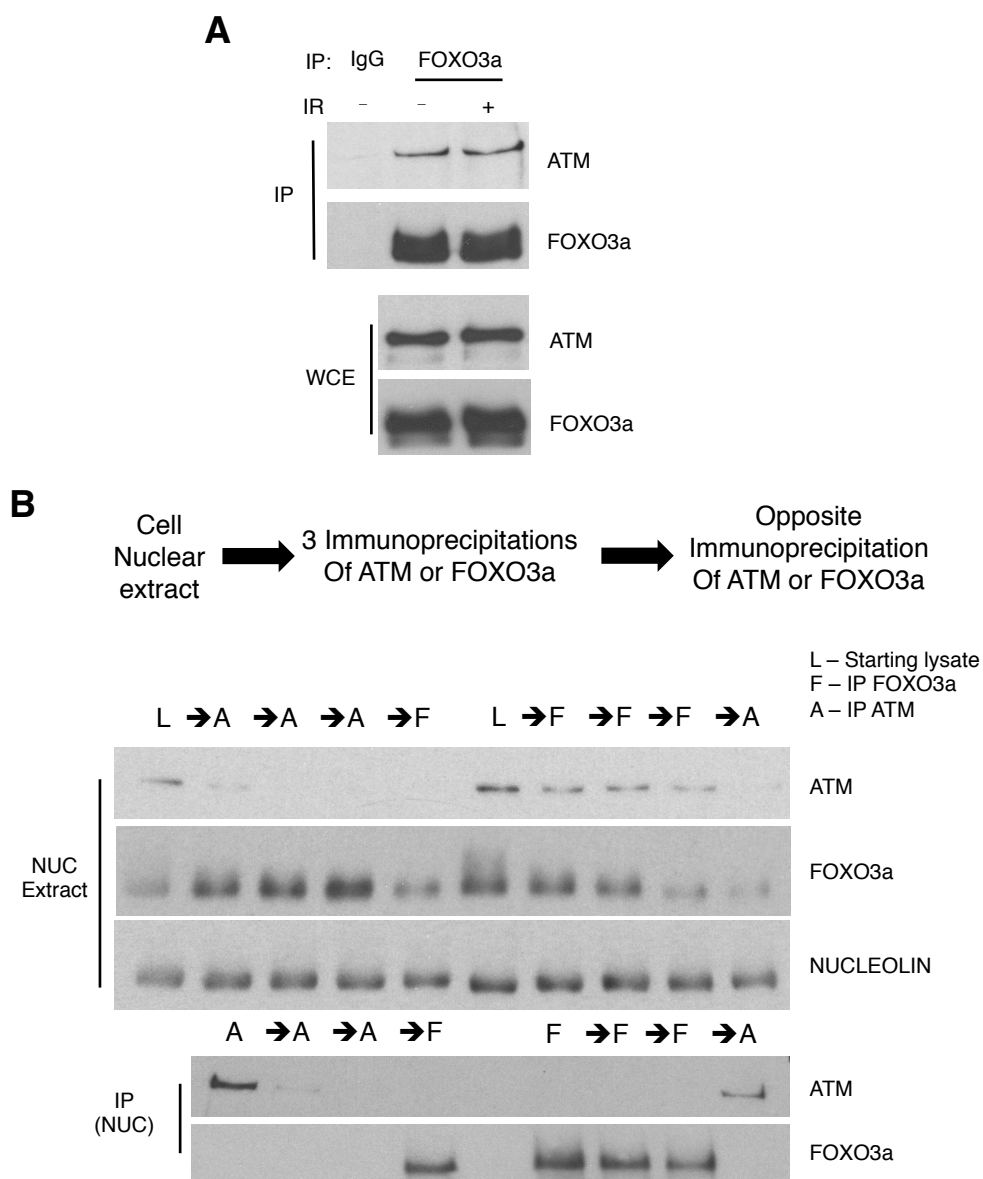 A
IP: IgG FOXO3a
IR – – +
IP
ATM
FOXO3a
WCE
ATM
FOXO3a
B
Cell
Nuclear
extract
3 Immunoprecipitations
Of ATM or FOXO3a
Opposite
Immunoprecipitation
Of ATM or FOXO3a
L – Starting lysate
F – IP FOXO3a
A – IP ATM
L ➔A ➔A ➔A ➔F L ➔F ➔F ➔F ➔A
NUC
Extract
ATM
FOXO3a
NUCLEOLIN
A ➔A ➔A ➔F F ➔F ➔F ➔A
IP
(NUC)
ATM
FOXO3a